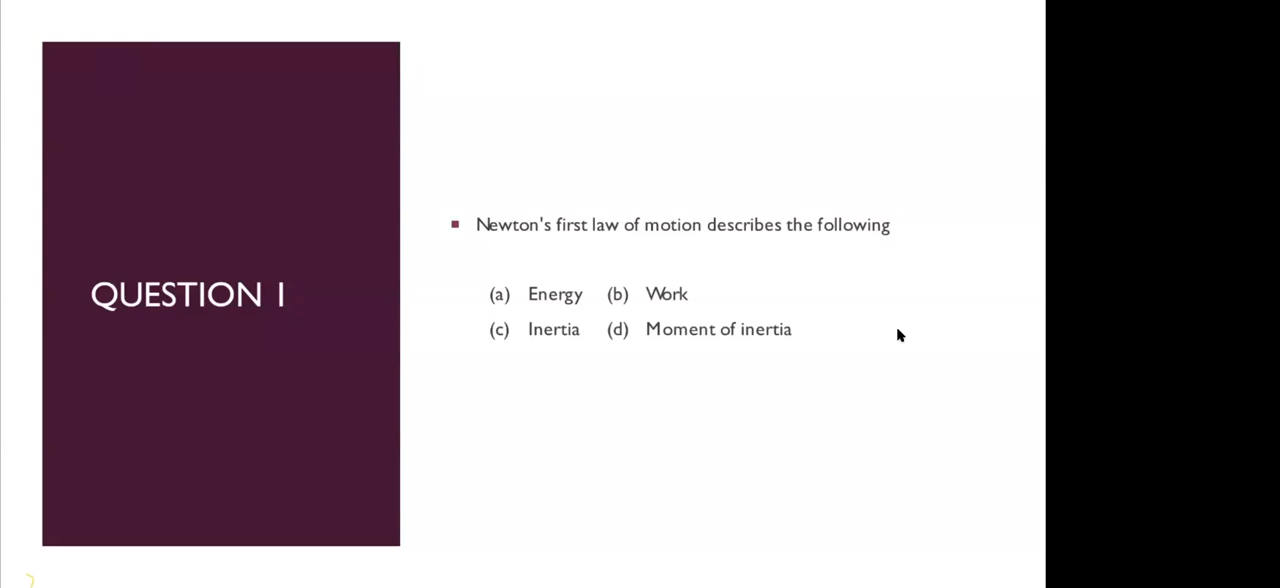 QUESTION 1
Newton's first law of motion describes the following
(a) Energy (b) Work
(c) Inertia (d) Moment of inertia